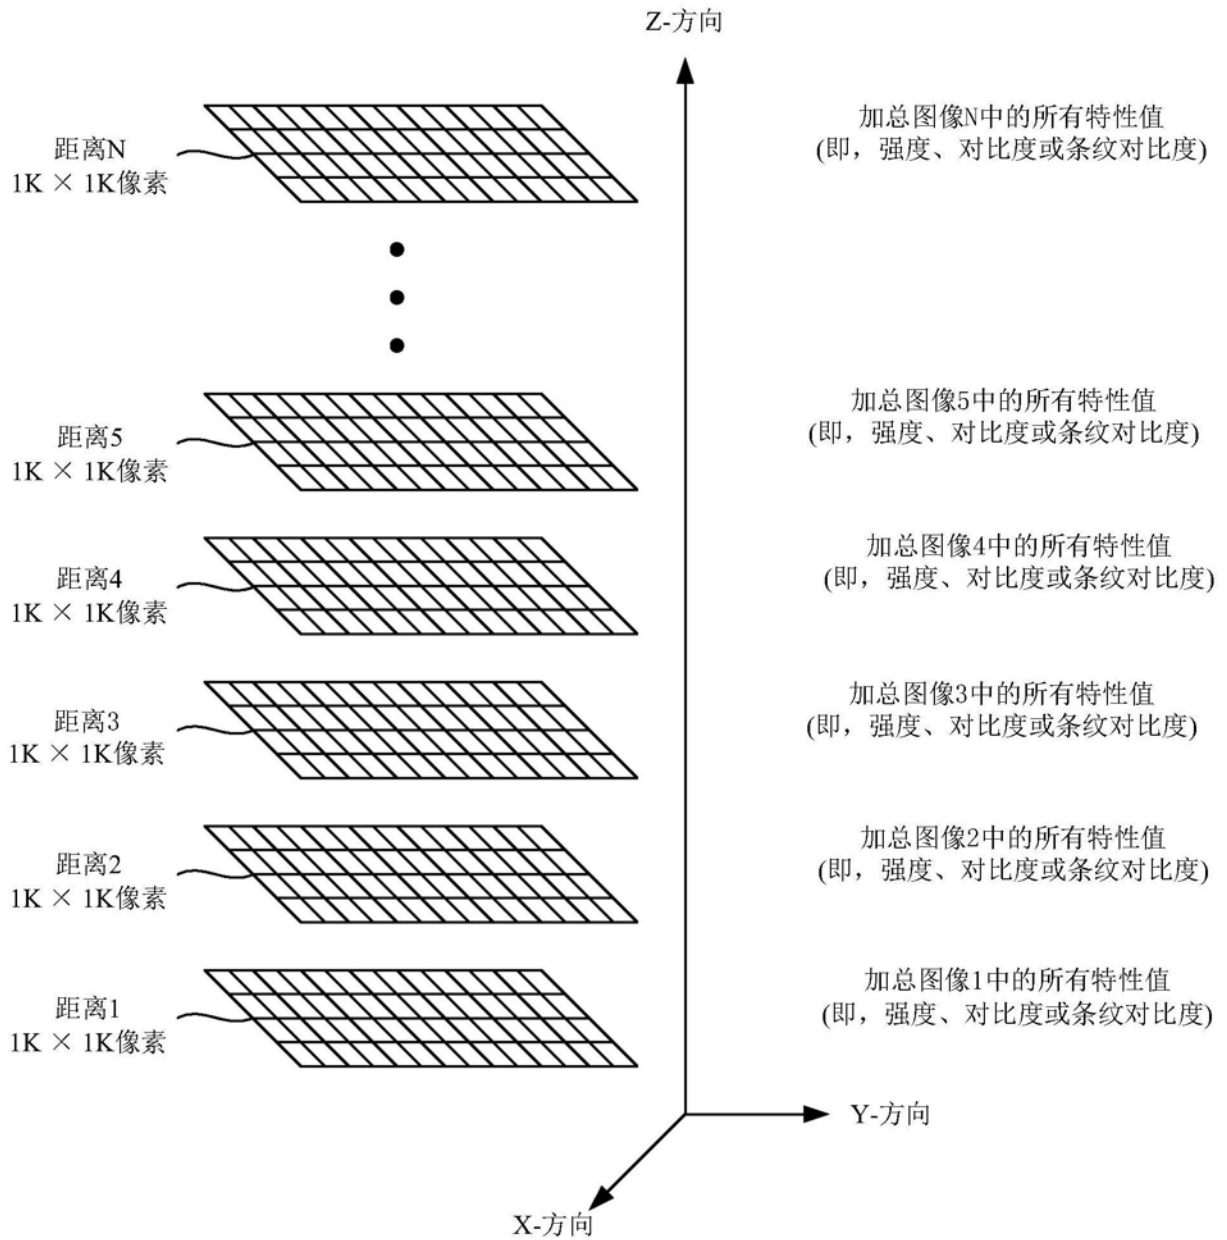 Z-方向
距离N
1K × 1K像素
加总图像N中的所有特性值
(即，强度、对比度或条纹对比度)
距离5
1K × 1K像素
加总图像5中的所有特性值
(即，强度、对比度或条纹对比度)
距离4
1K × 1K像素
加总图像4中的所有特性值
(即，强度、对比度或条纹对比度)
距离3
1K × 1K像素
加总图像3中的所有特性值
(即，强度、对比度或条纹对比度)
距离2
1K × 1K像素
加总图像2中的所有特性值
(即，强度、对比度或条纹对比度)
距离1
1K × 1K像素
加总图像1中的所有特性值
(即，强度、对比度或条纹对比度)
Y-方向
X-方向